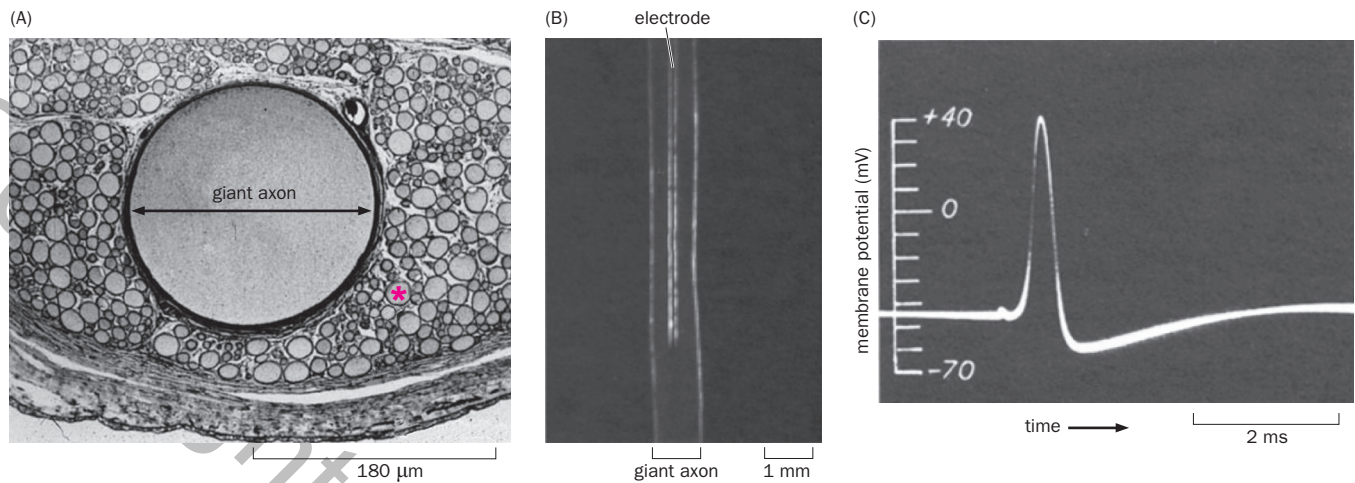 (A)
giant axon
*
180 μm
(B)
electrode
giant axon
1 mm
(C)
membrane potential (mV)
+40
0
-70
time
2 ms